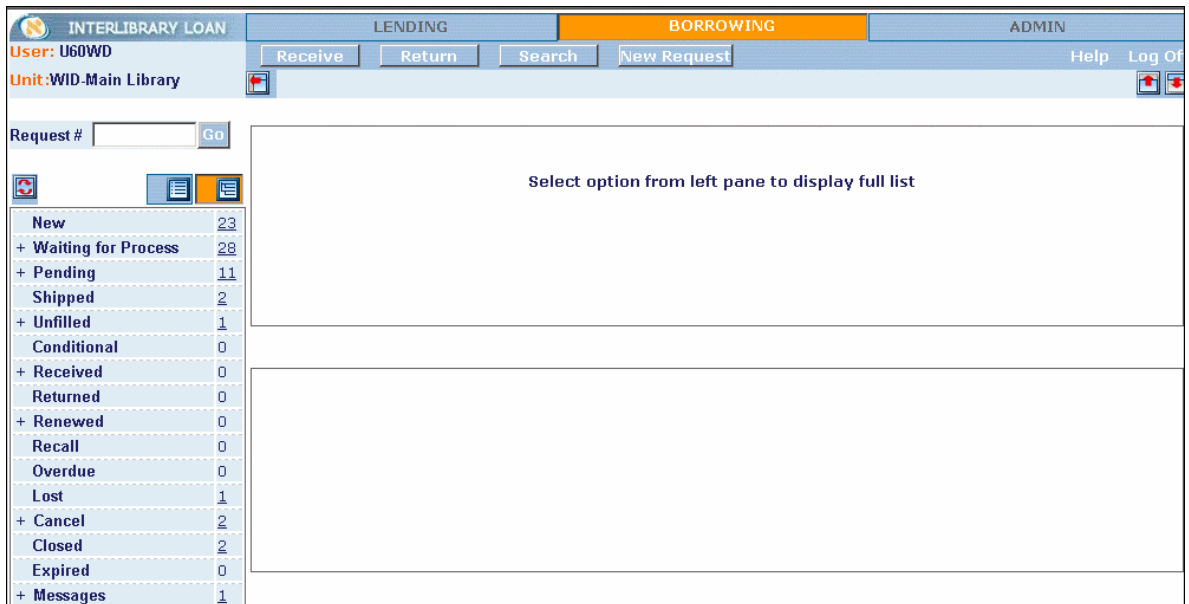 INTERLIBRARY LOAN LENDING BORROWING ADMIN
User: U60WD Receive Return Search New Request Help Log Of
Unit:WID-Main Library
Request # Go
Select option from left pane to display full list
New 23
+ Waiting for Process 28
+ Pending 11
Shipped 2
+ Unfilled 1
Conditional 0
+ Received 0
Returned 0
+ Renewed 0
Recall 0
Overdue 0
Lost 1
+ Cancel 2
Closed 2
Expired 0
+ Messages 1